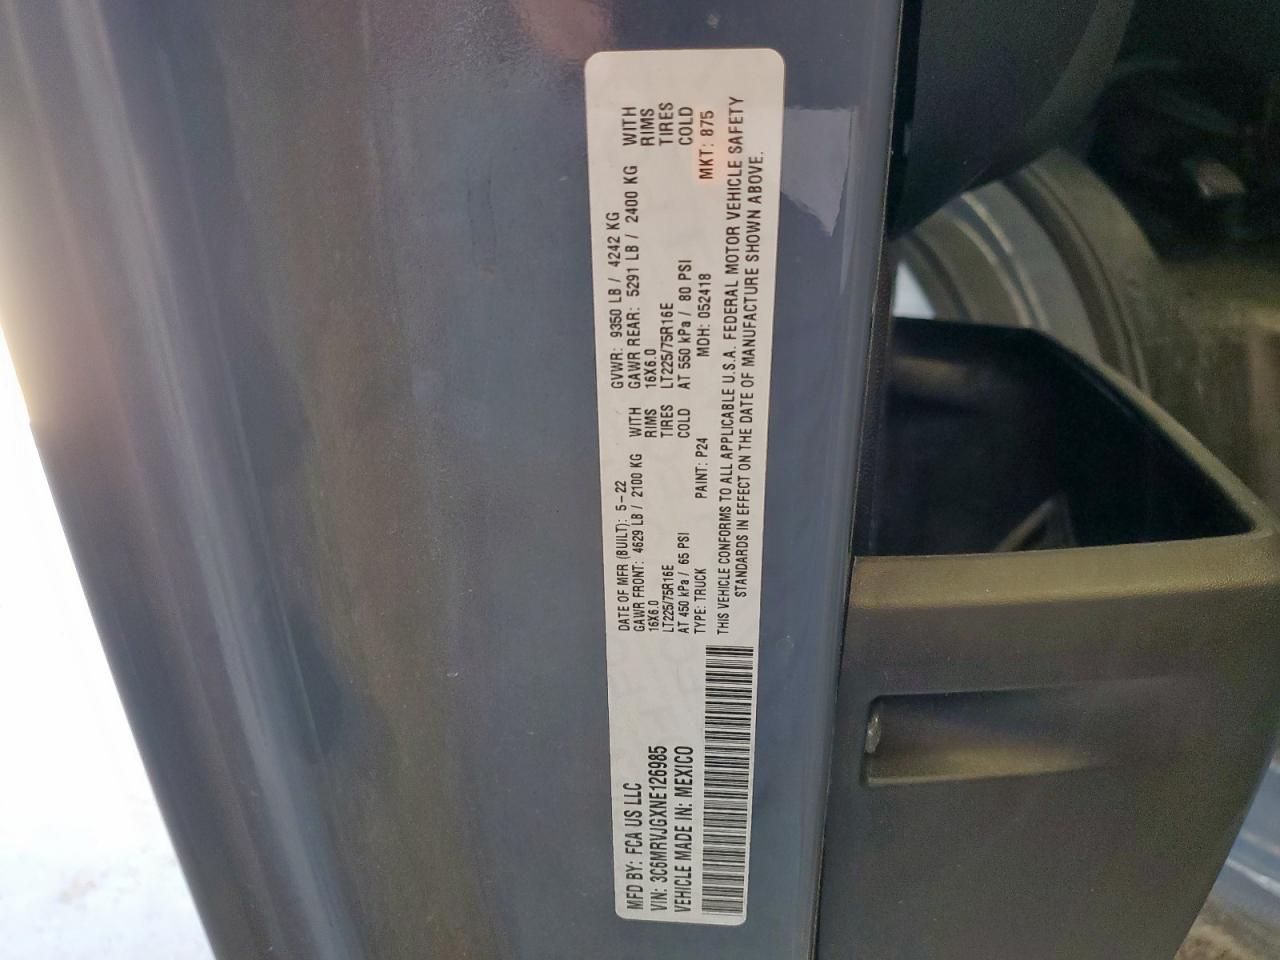 MFD BY: FCA US LLC
VIN: 3C6MRVJGXNE126985
VEHICLE MADE IN: MEXICO
DATE OF MFR (BUILT): 5-22 GVWR: 9350 LB / 4242 KG
GAWR FRONT: 4629 LB / 2100 KG WITH GAWR REAR: 5291 LB / 2400 KG WITH
16X6.0 RIMS 16X6.0 RIMS
LT225/75R16E TIRES LT225/75R16E TIRES
AT 450 kPa / 65 PSI COLD AT 550 kPa / 80 PSI COLD
TYPE: TRUCK PAINT: P24 MDH: 052418 MKT: 875
THIS VEHICLE CONFORMS TO ALL APPLICABLE U.S.A. FEDERAL MOTOR VEHICLE SAFETY
STANDARDS IN EFFECT ON THE DATE OF MANUFACTURE SHOWN ABOVE.